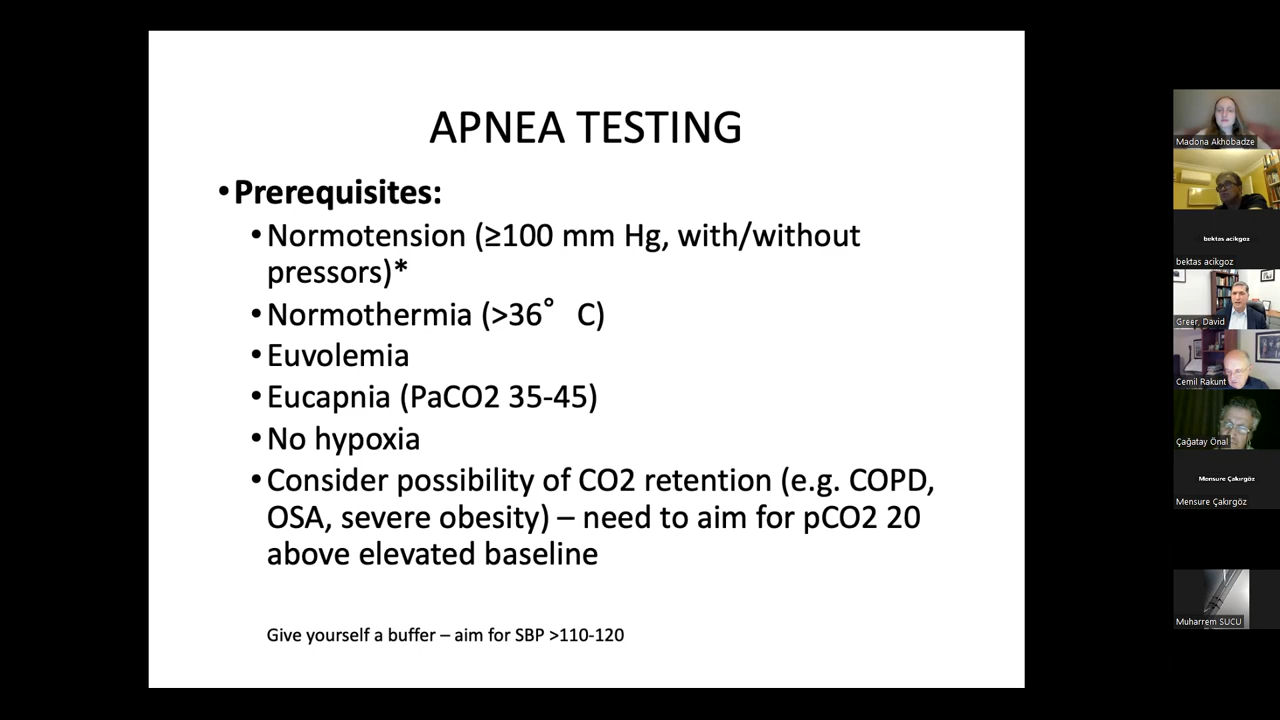 APNEA TESTING
•Prerequisites:
•Normotension (≥100 mm Hg, with/without
pressors)*
•Normothermia (>36° C)
•Euvolemia
•Eucapnia (PaCO2 35-45)
•No hypoxia
•Consider possibility of CO2 retention (e.g. COPD,
OSA, severe obesity) – need to aim for pCO2 20
above elevated baseline
Give yourself a buffer – aim for SBP >110-120
Madona Akhobadze
bektas acikgoz
bektas acikgoz
Greer, David
Cemil Rakunt
Çağatay Önal
Mensure Çakırgöz
Mensure Çakırgöz
Muharrem SUCU